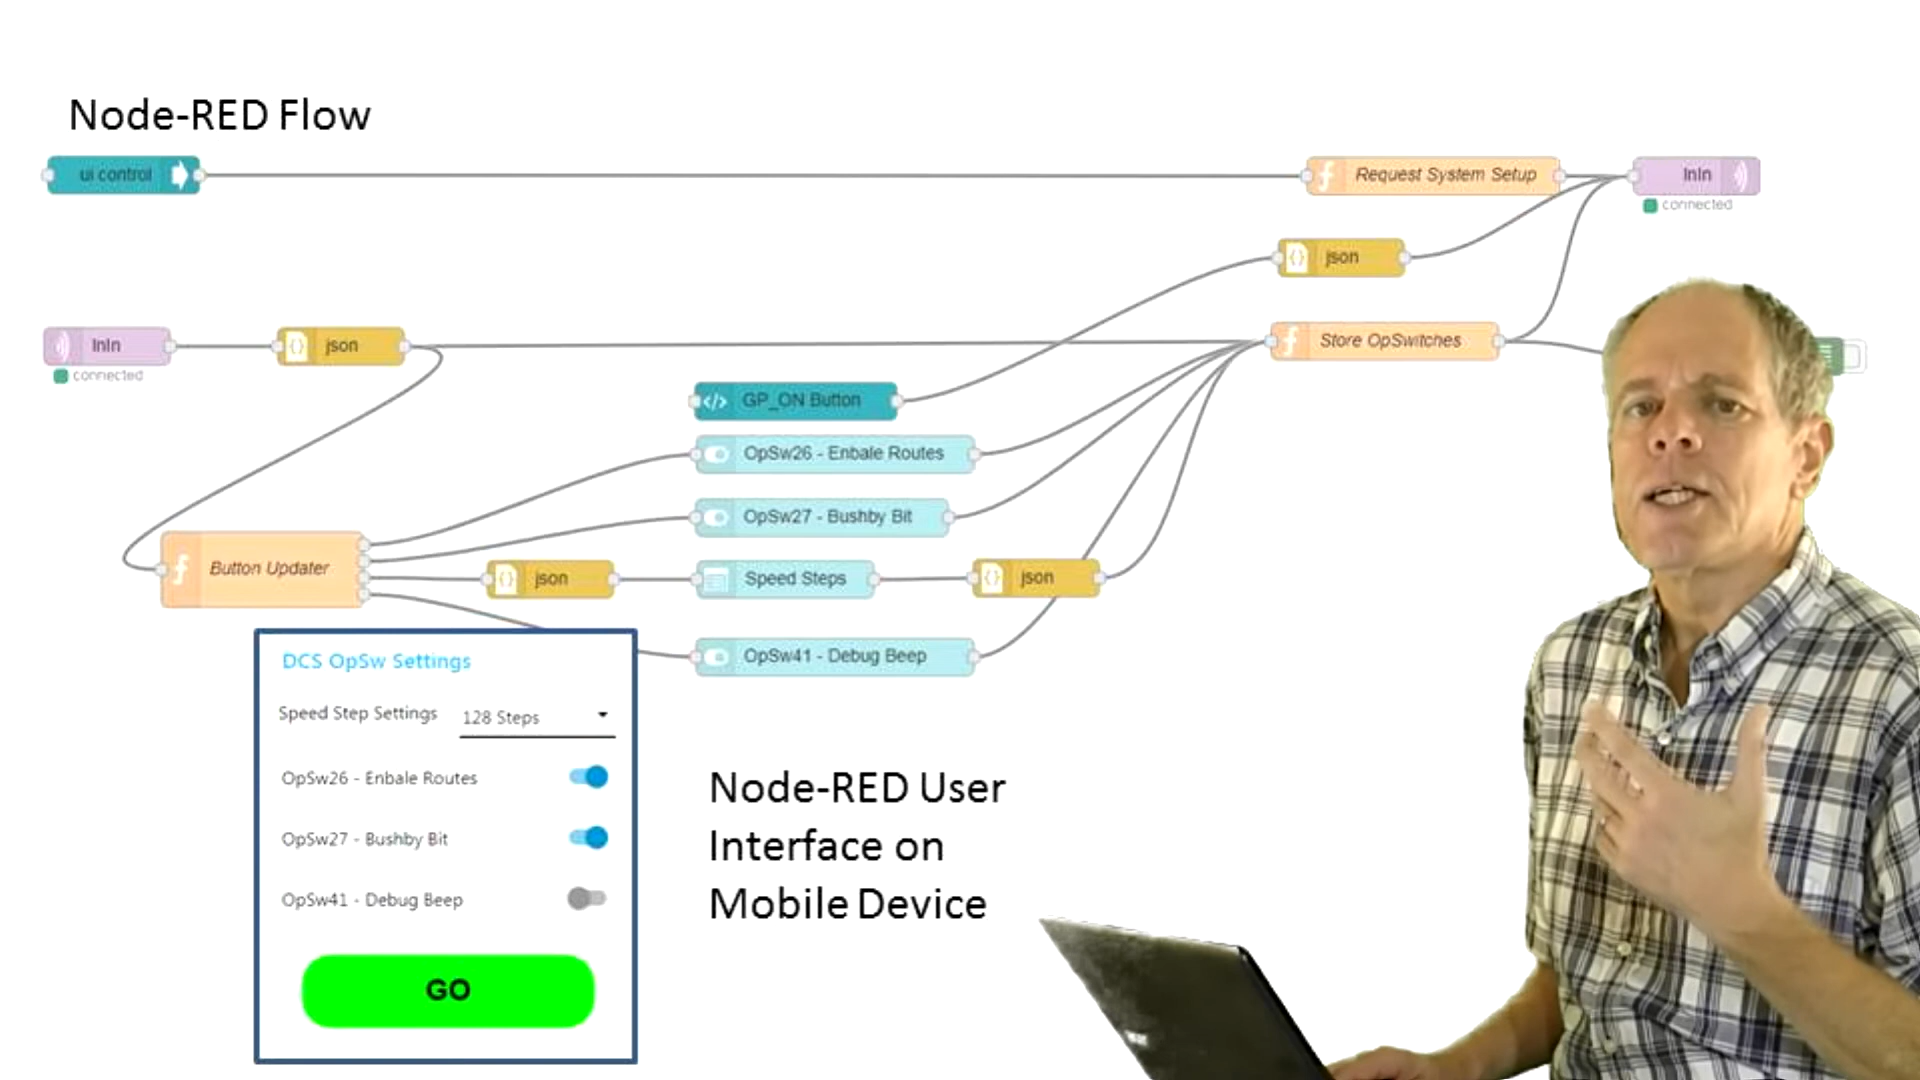 Node-RED Flow
ui control
Request System Setup
InIn
connected
json
InIn
connected
json
Store OpSwitches
GP_ON Button
OpSw26 - Enbale Routes
OpSw27 - Bushby Bit
Button Updater
json
Speed Steps
json
OpSw41 - Debug Beep
DCS OpSw Settings
Speed Step Settings 128 Steps
OpSw26 - Enbale Routes
OpSw27 - Bushby Bit
OpSw41 - Debug Beep
GO
Node-RED User
Interface on
Mobile Device